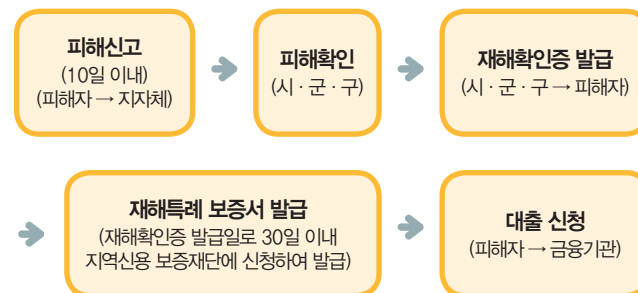 피해신고
(10일 이내)
(피해자 → 지자체)
피해확인
(시 · 군 · 구)
재해확인증 발급
(시 · 군 · 구 → 피해자)
재해특례 보증서 발급
(재해확인증 발급일로 30일 이내
지역신용 보증재단에 신청하여 발급)
대출 신청
(피해자 → 금융기관)